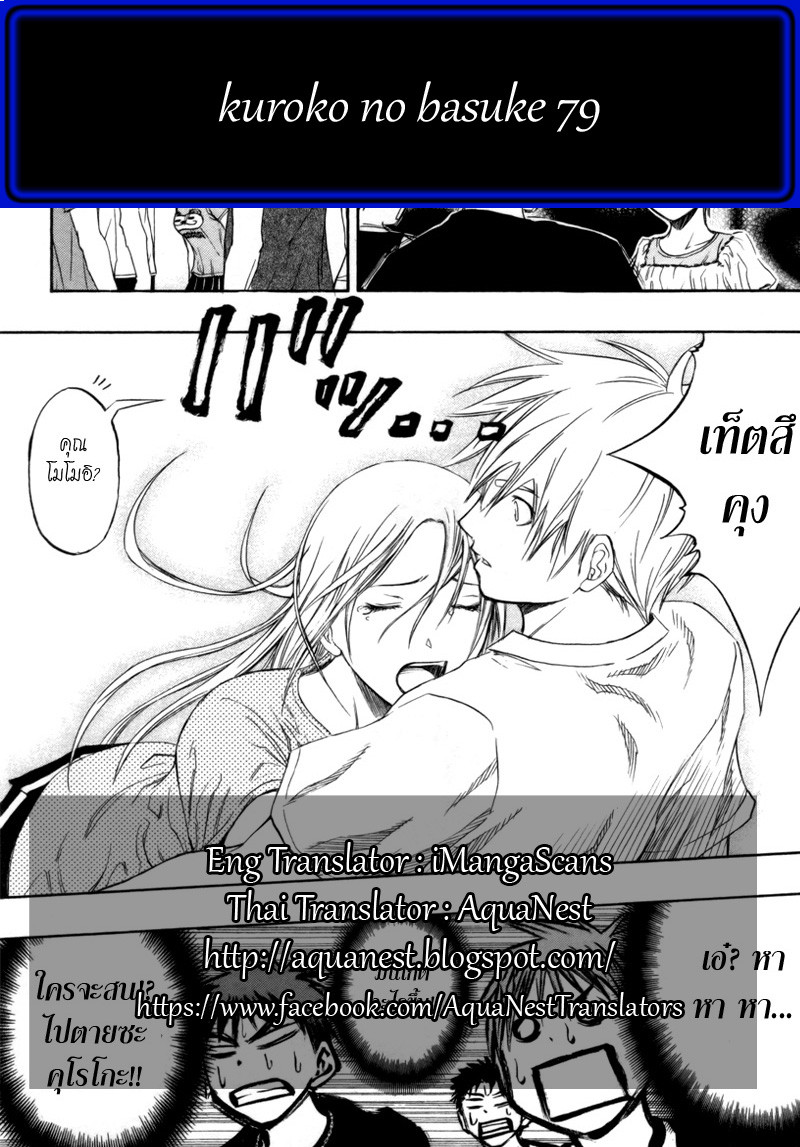 kuroko no basuke 79
เท็ตสึ
คุง
คุณ
โมโมอิ?
Eng Translator : iMangaScans
Thai Translator : AquaNest
http://aquanest.blogspot.com/
https://www.facebook.com/AquaNestTranslators
เอ๋? หา
หา หา...
ใครจะสน!?
ไปตายซะ
คุโรโกะ!!